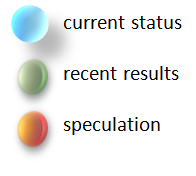 current status
recent results
speculation